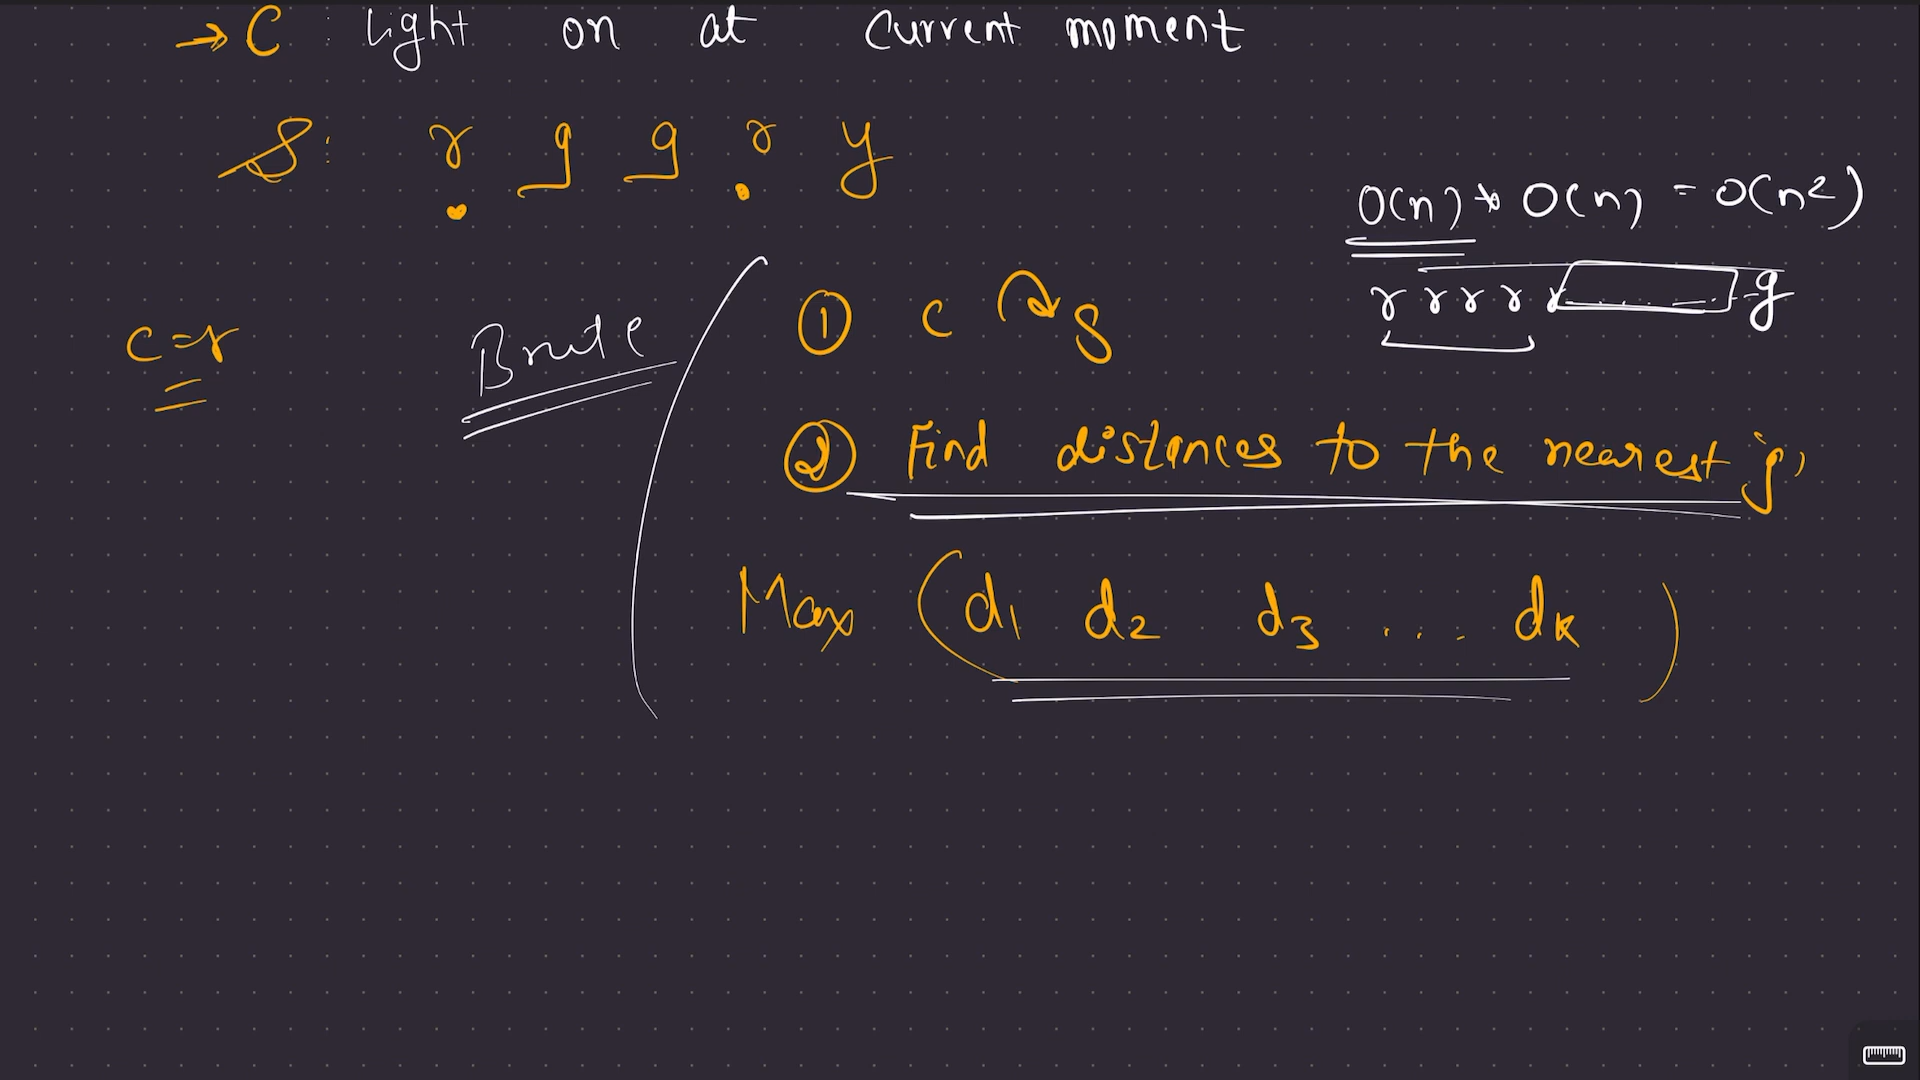 → C : Light on at current moment
S : r g g r y
O(n) * O(n) = O(n²)
r r r r r ..... g
c = r
Brute
① c s
② Find distances to the nearest 'g'
Max ( d1 d2 d3 ... dk )